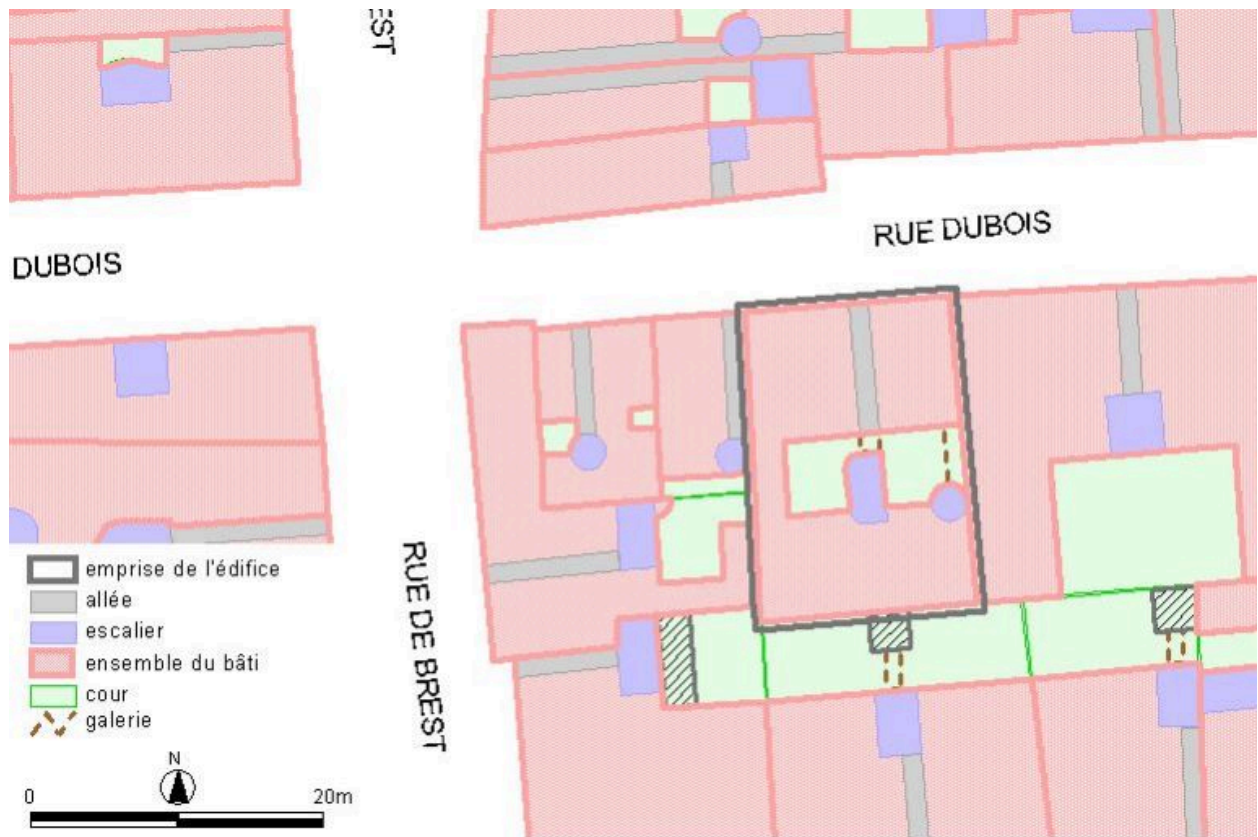 EST
RUE DUBOIS
DUBOIS
RUE DE BREST
emprise de l'édifice
allée
escalier
ensemble du bâti
cour
galerie
N
0 20m